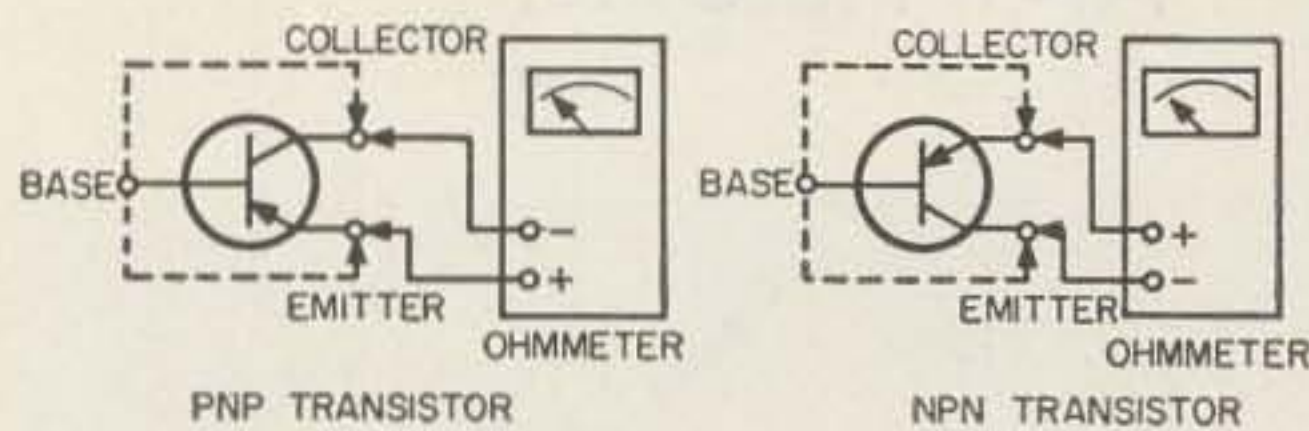 COLLECTOR
BASE
-
+
EMITTER
OHMMETER
PNP TRANSISTOR
COLLECTOR
BASE
+
-
EMITTER
OHMMETER
NPN TRANSISTOR